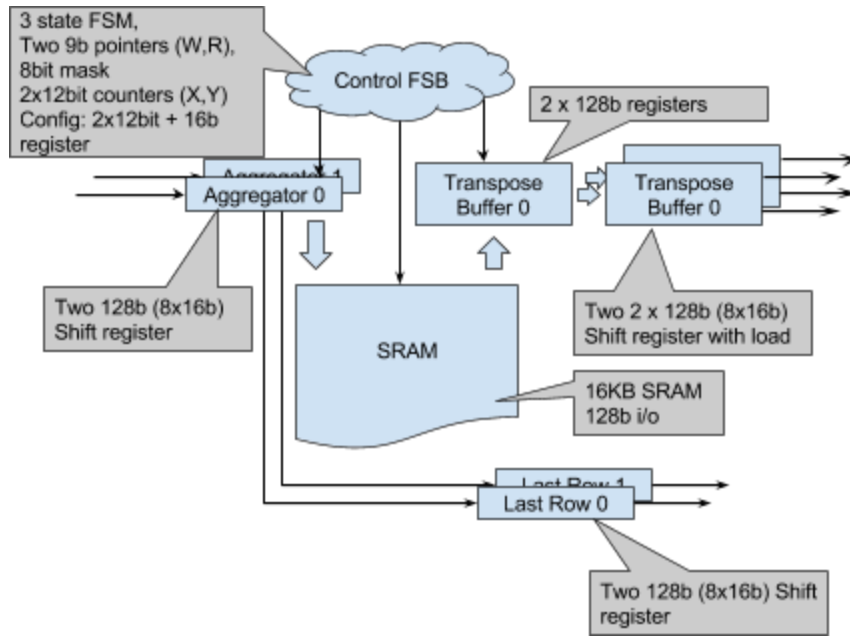 3 state FSM,
Two 9b pointers (W,R),
8bit mask
2x12bit counters (X,Y)
Config: 2x12bit + 16b
register
Control FSB
2 x 128b registers
Aggregator 1
Aggregator 0
Transpose
Buffer 0
Transpose
Buffer 0
Two 128b (8x16b)
Shift register
Two 2 x 128b (8x16b)
Shift register with load
SRAM
16KB SRAM
128b i/o
Last Row 1
Last Row 0
Two 128b (8x16b) Shift
register